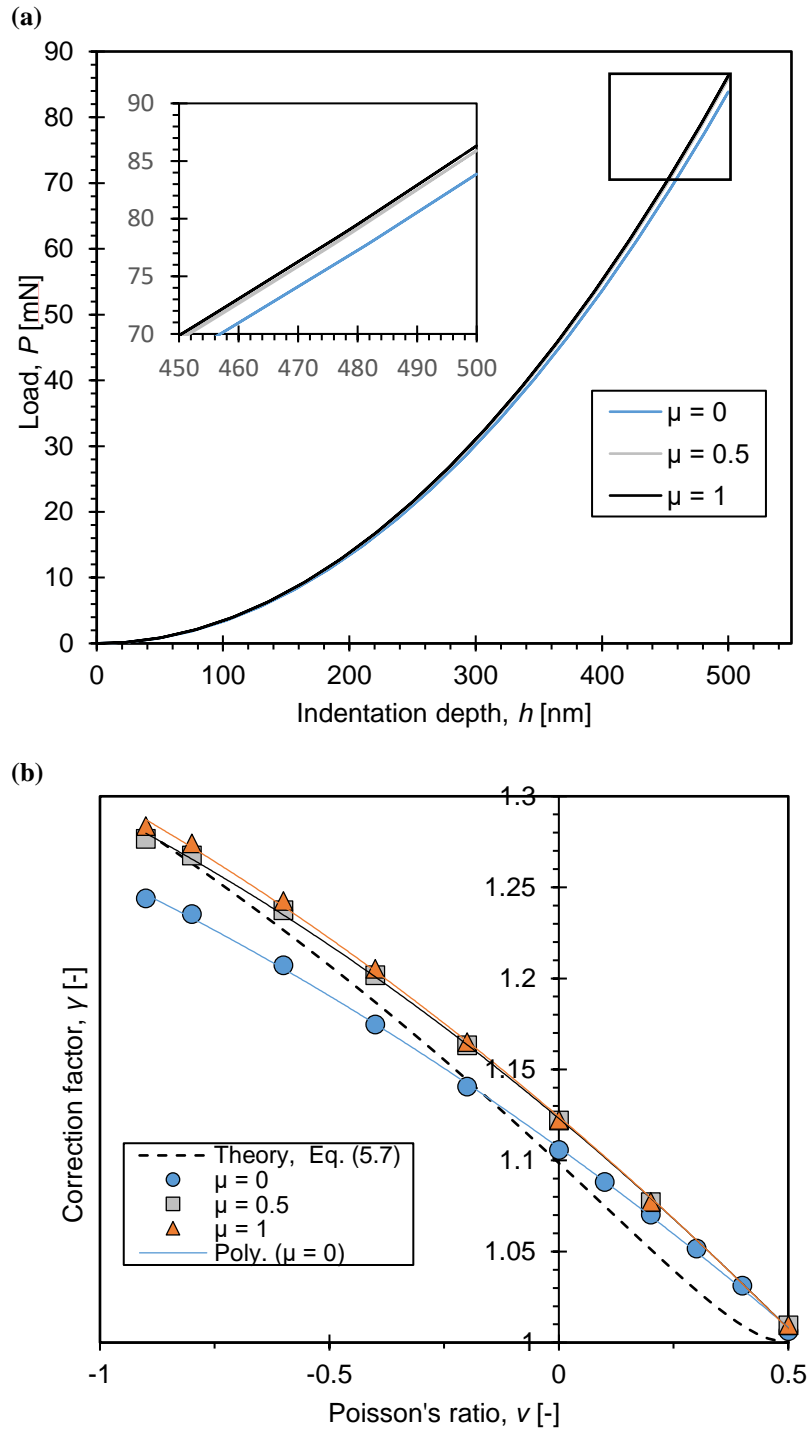 (a)
90
80
70
60
50
40
30
20
10
0
Load, P [mN]
90
85
80
75
70
450 460 470 480 490 500
μ = 0
μ = 0.5
μ = 1
0 100 200 300 400 500
Indentation depth, h [nm]
(b)
1.3
1.25
1.2
1.15
1.1
1.05
1
Correction factor, γ [-]
Theory, Eq. (5.7)
μ = 0
μ = 0.5
μ = 1
Poly. (μ = 0)
-1 -0.5 0 0.5
Poisson's ratio, ν [-]